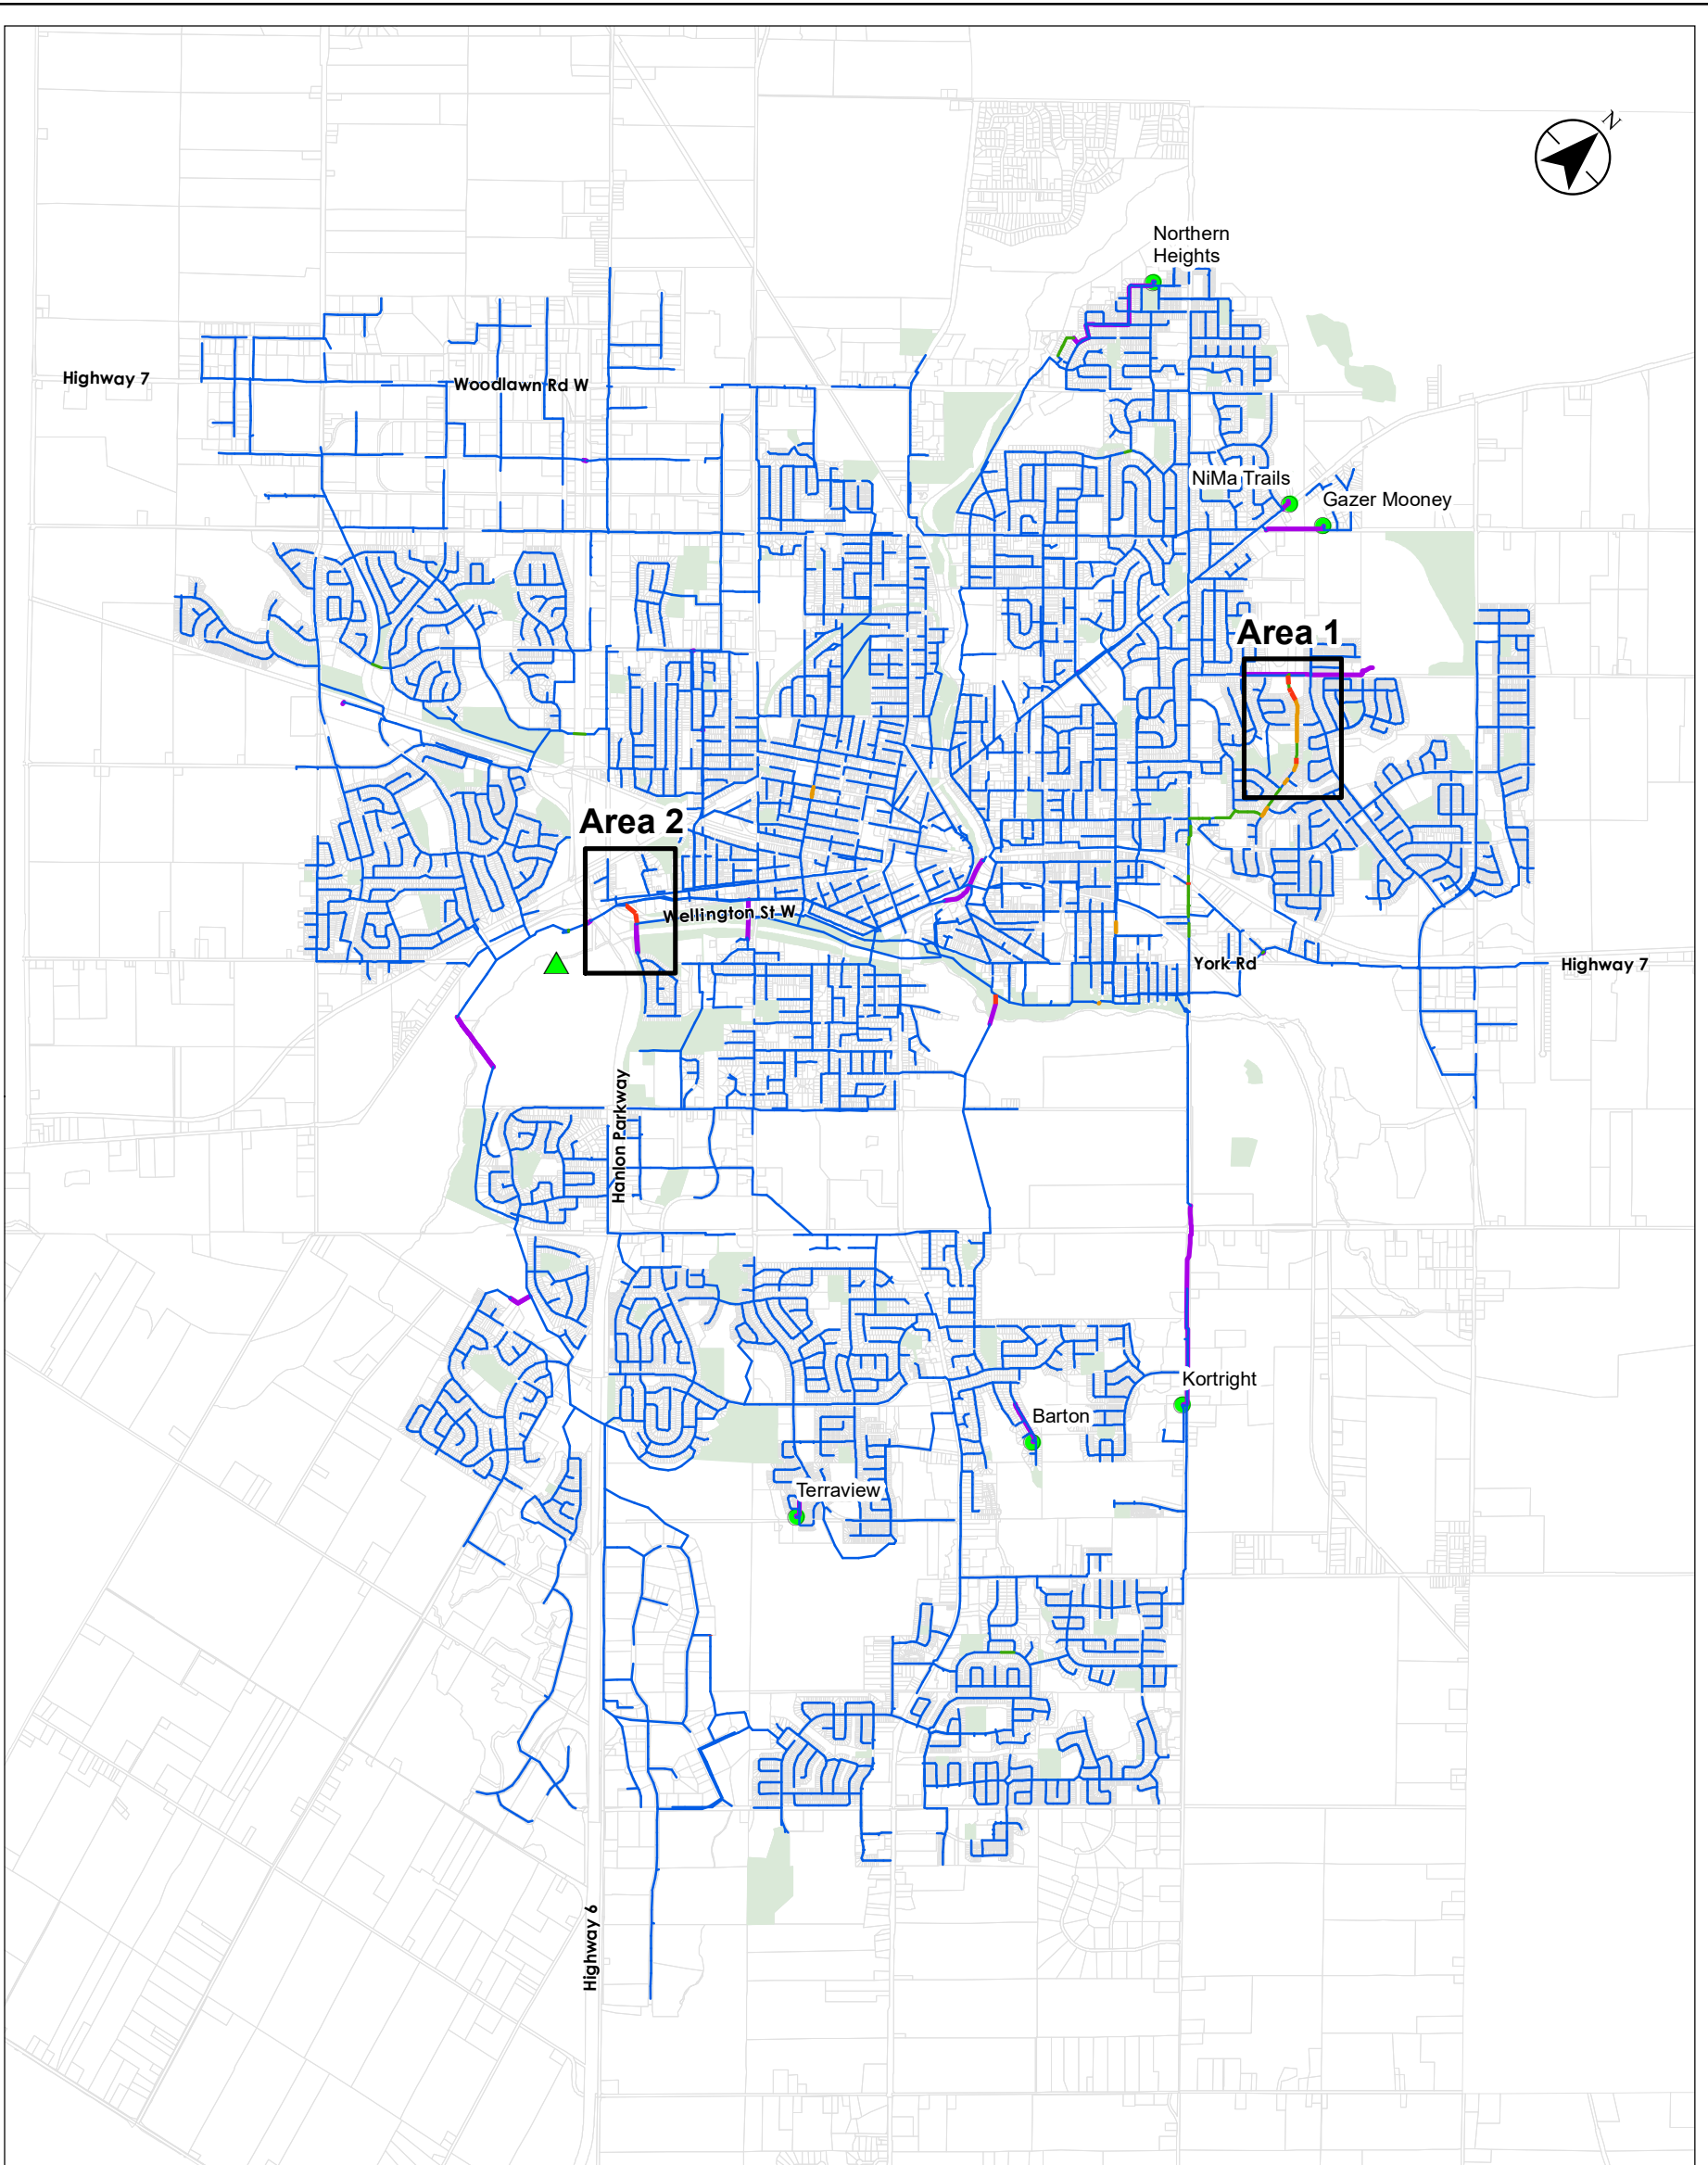 N
Northern
Heights
Highway 7
Woodlawn Rd W
NiMa Trails
Gazer Mooney
Area 1
Area 2
Wellington St W
York Rd
Highway 7
Hanlon Parkway
Kortright
Barton
Terraview
Highway 6